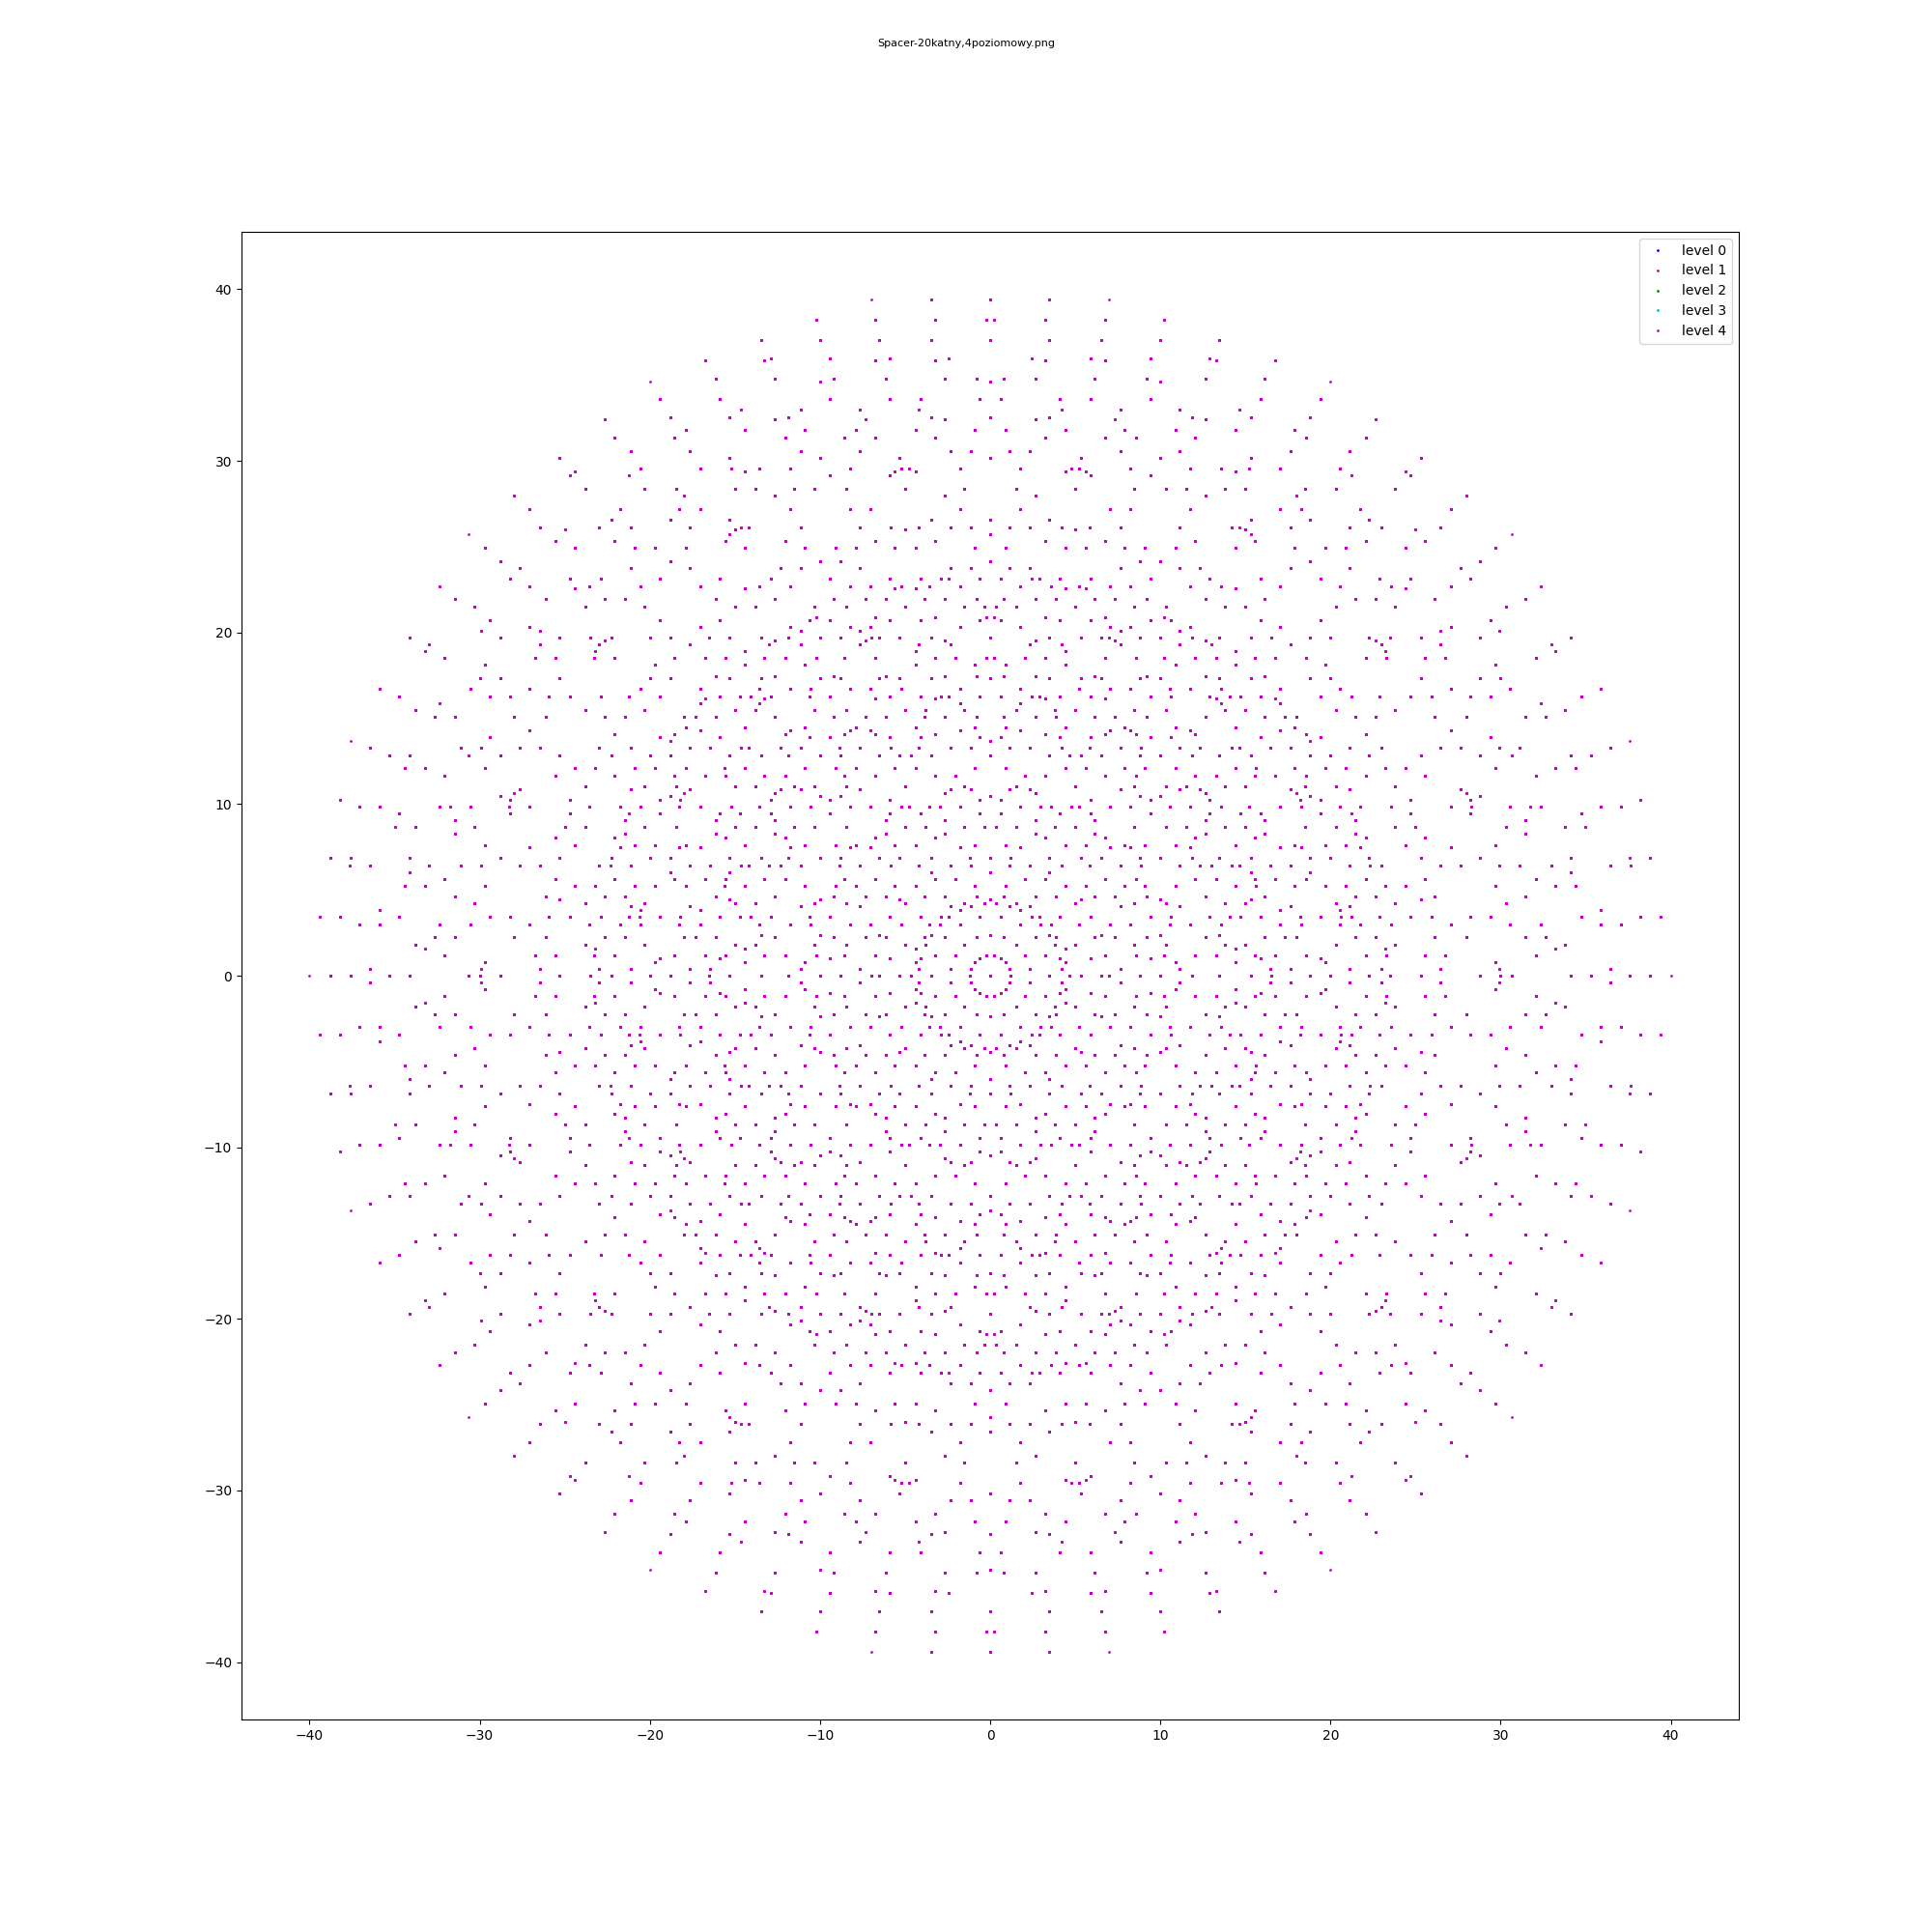 Spacer-20katny,4poziomowy.png
level 0
level 1
level 2
level 3
level 4
40
30
20
10
0
−10
−20
−30
−40
−40 −30 −20 −10 0 10 20 30 40